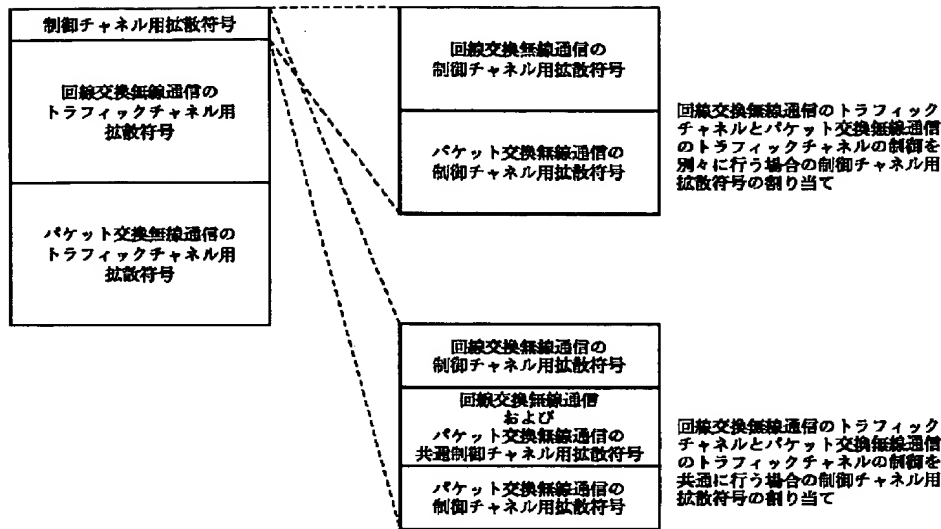 制御チャネル用拡散符号
回線交換無線通信の
トラフィックチャネル用
拡散符号
パケット交換無線通信の
トラフィックチャネル用
拡散符号
回線交換無線通信の
制御チャネル用拡散符号
パケット交換無線通信の
制御チャネル用拡散符号
回線交換無線通信のトラフィック
チャネルとパケット交換無線通信
のトラフィックチャネルの制御を
別々に行う場合の制御チャネル用
拡散符号の割り当て
回線交換無線通信の
制御チャネル用拡散符号
回線交換無線通信
および
パケット交換無線通信の
共通制御チャネル用拡散符号
パケット交換無線通信の
制御チャネル用拡散符号
回線交換無線通信のトラフィック
チャネルとパケット交換無線通信
のトラフィックチャネルの制御を
共通に行う場合の制御チャネル用
拡散符号の割り当て